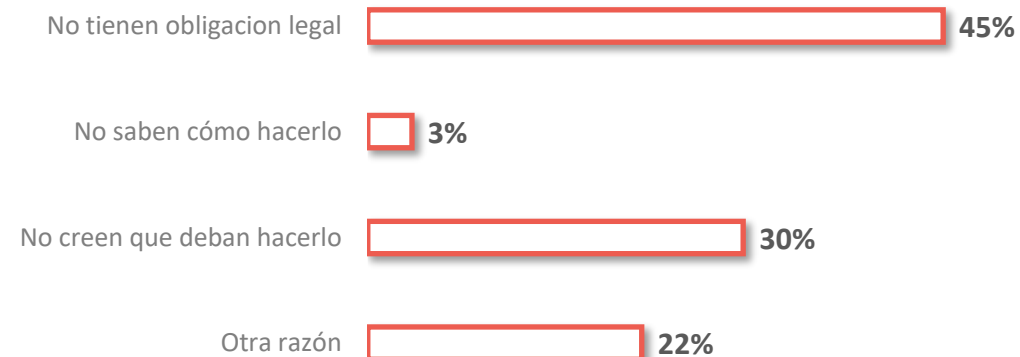 No tienen obligacion legal 45%
No saben cómo hacerlo 3%
No creen que deban hacerlo 30%
Otra razón 22%